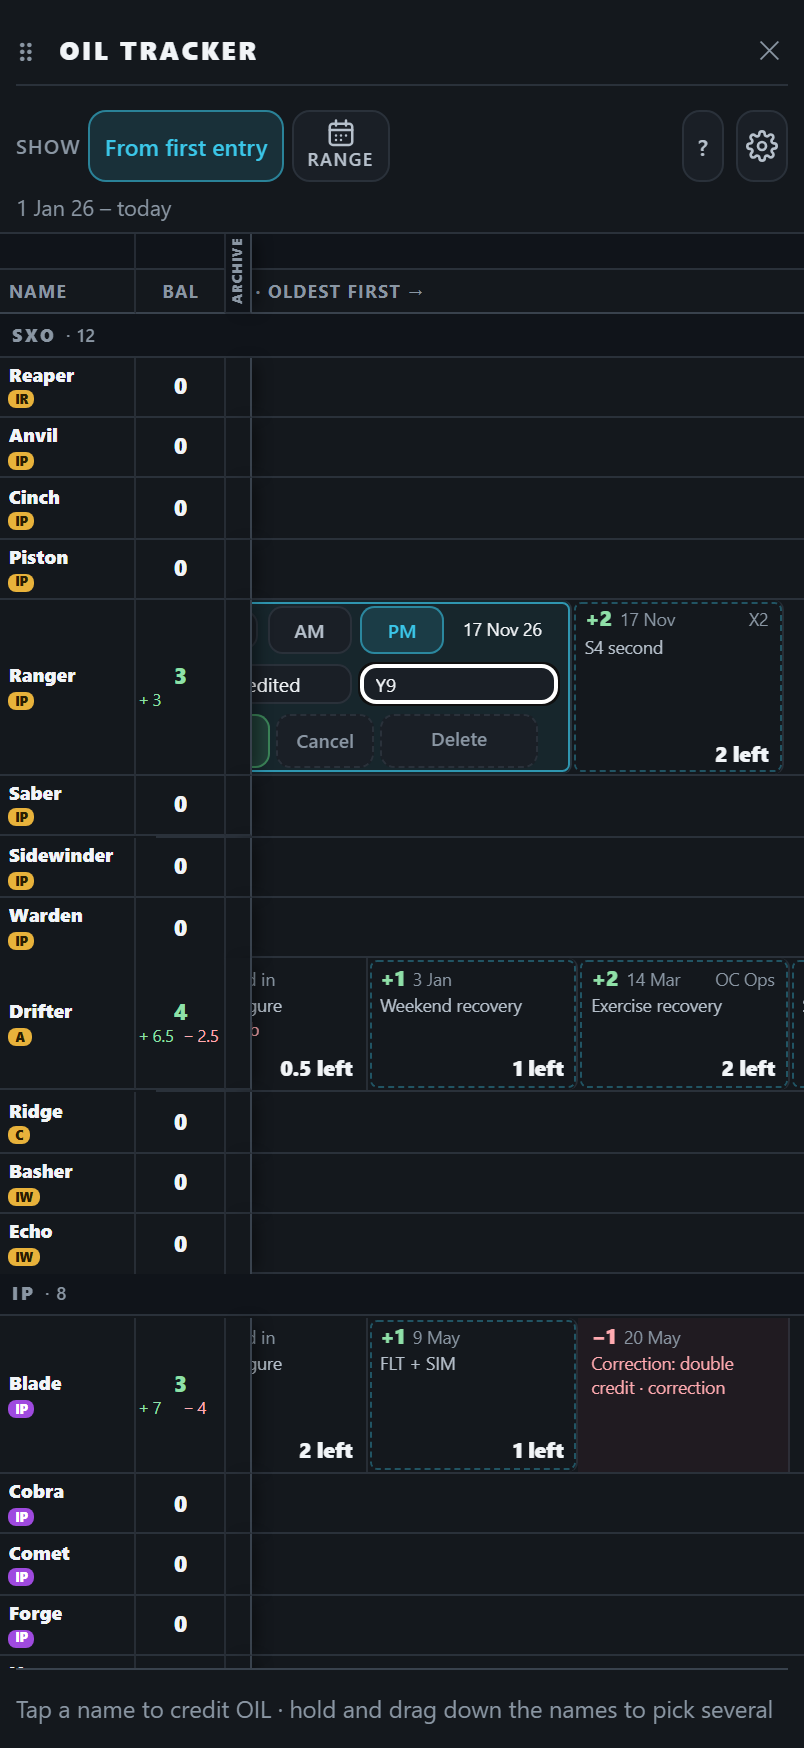 OIL TRACKER
SHOW From first entry RANGE ?
1 Jan 26 – today
NAME BAL ARCHIVE · OLDEST FIRST →
SXO · 12
Reaper 0
IR
Anvil 0
IP
Cinch 0
IP
Piston 0
IP
AM PM 17 Nov 26 +2 17 Nov X2
S4 second
Ranger 3
edited Y9
IP + 3
Cancel Delete
2 left
Saber 0
IP
Sidewinder 0
IP
Warden 0
IP
d in +1 3 Jan +2 14 Mar OC Ops
gure Weekend recovery Exercise recovery
Drifter 4
A + 6.5 − 2.5
0.5 left 1 left 2 left
Ridge 0
C
Basher 0
IW
Echo 0
IW
IP · 8
d in +1 9 May −1 20 May
gure FLT + SIM Correction: double
credit · correction
Blade 3
IP + 7 − 4
2 left 1 left
Cobra 0
IP
Comet 0
IP
Forge 0
IP
Tap a name to credit OIL · hold and drag down the names to pick several